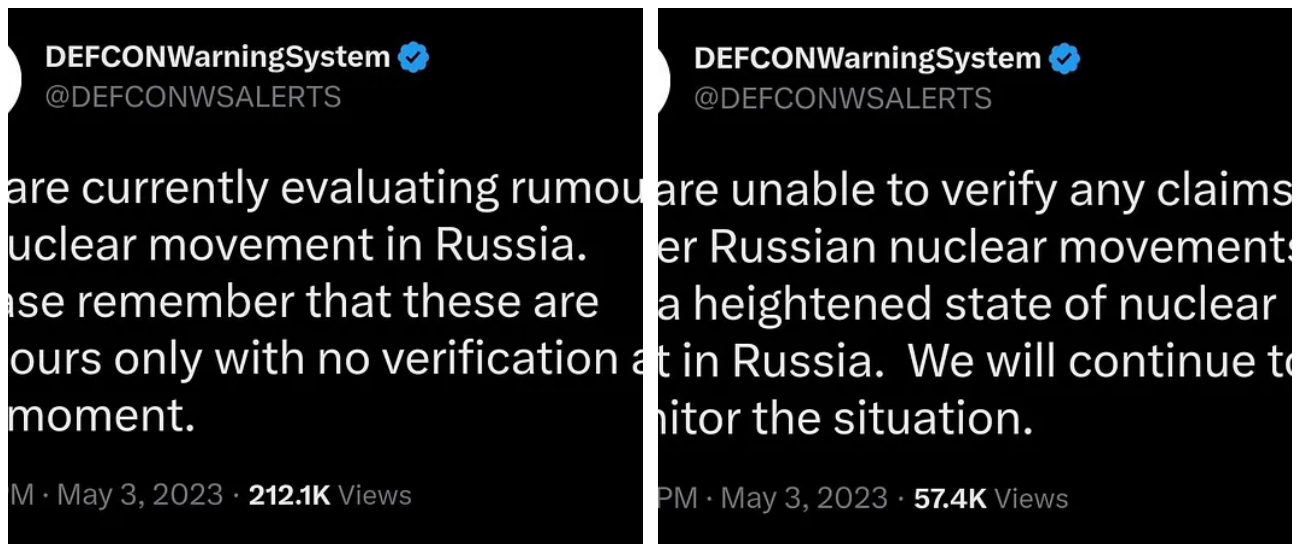 DEFCONWarningSystem
@DEFCONWSALERTS
are currently evaluating rumou
uclear movement in Russia.
ase remember that these are
ours only with no verification a
moment.
PM · May 3, 2023 · 212.1K Views
DEFCONWarningSystem
@DEFCONWSALERTS
are unable to verify any claims
er Russian nuclear movements
a heightened state of nuclear
t in Russia.  We will continue to
nitor the situation.
PM · May 3, 2023 · 57.4K Views